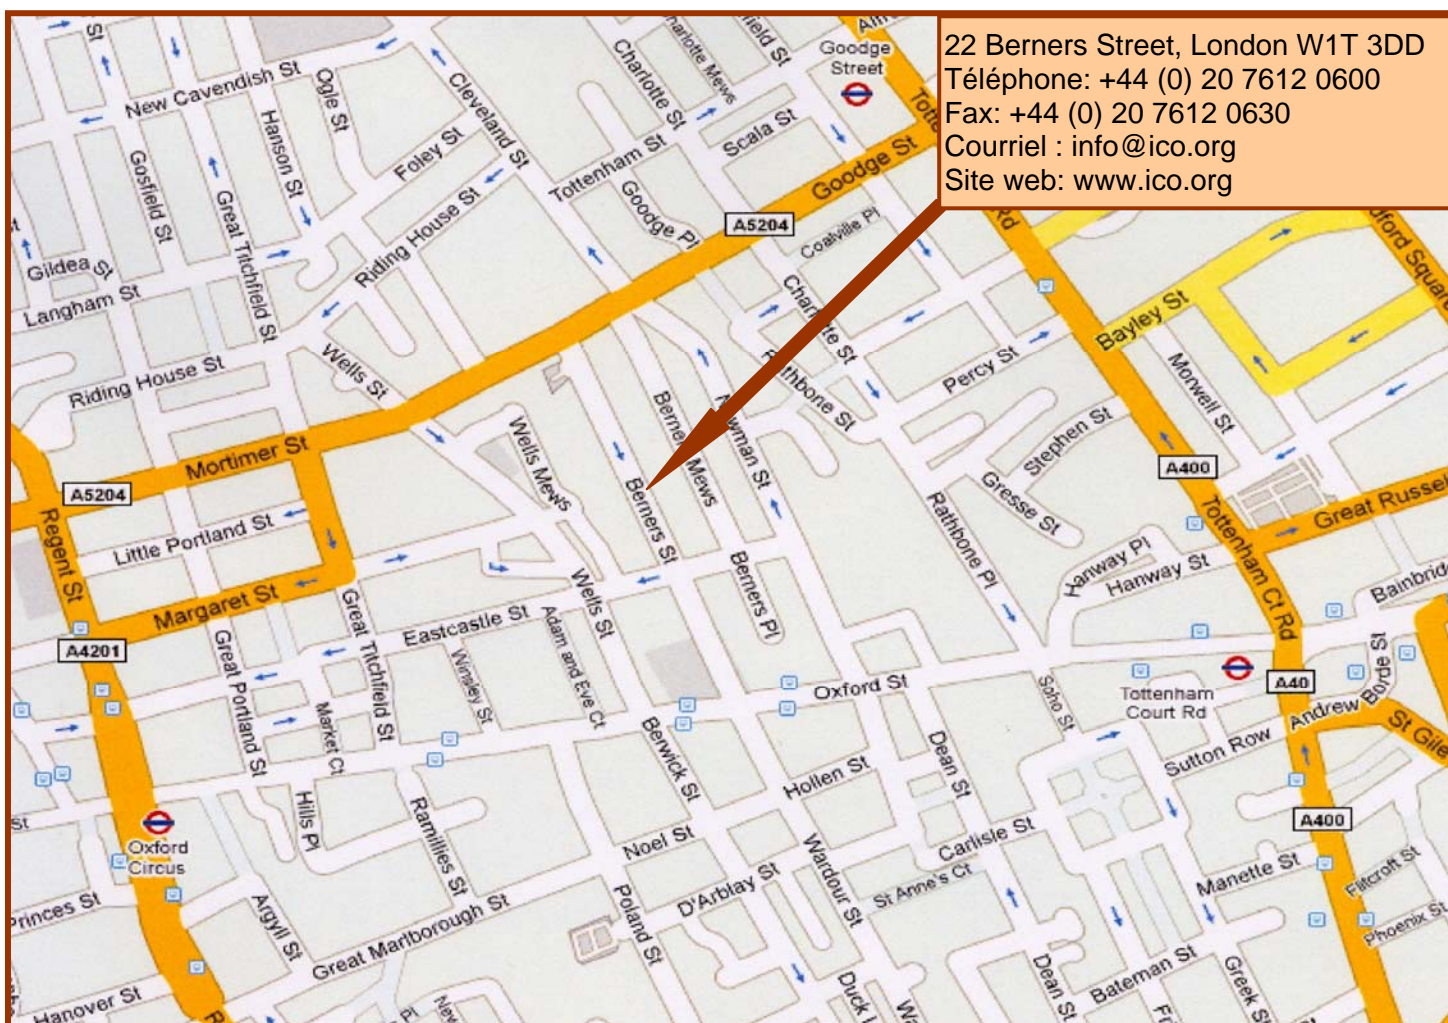 22 Berners Street, London W1T 3DD
Téléphone: +44 (0) 20 7612 0600
Fax: +44 (0) 20 7612 0630
Courriel : info@ico.org
Site web: www.ico.org
Goodge
Street
Charlotte Mews
Charlotte St
Cleveland St
New Cavendish St
Ogle St
Hanson St
Foley St
Scala St
Tottenham St
Goodge St
Goodge Pl
A5204
Coalville Pl
Gosfield St
Great Titchfield St
Riding House St
Gildea St
Langham St
Charlotte St
Bayley St
Percy St
Rathbone St
Morwell St
Wells St
Riding House St
Stephen St
Berners Mews
Newman St
Wells Mews
Mortimer St
A5204
A400
Gresse St
Great Russel
Berners St
Rathbone Pl
Tottenham Ct Rd
Regent St
Little Portland St
Hanway Pl
Hanway St
Berners Pl
Margaret St
Wells St
Great Titchfield St
Eastcastle St
Adam and Eve Ct
Winsley St
A4201
Great Portland St
Market Ct
Oxford St
Soho St
Tottenham
Court Rd
A40
Andrew Borde St
Sutton Row
Berwick St
Dean St
Hollen St
Hills Pl
Ramillies St
Noel St
Wardour St
Carlisle St
A400
Oxford
Circus
Manette St
Flitcroft St
D'Arblay St
St Anne's Ct
Princes St
Argyll St
Great Marlborough St
Poland St
Phoenix St
Dean St
Bateman St
Greek St
Hanover St